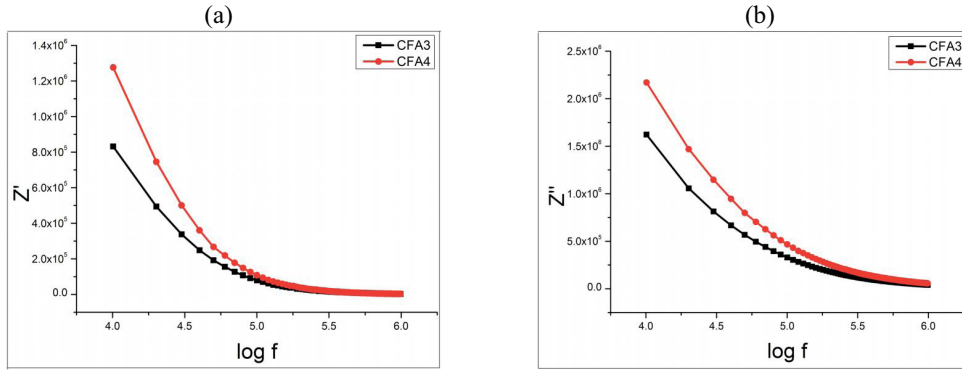 (a)
CFA3
CFA4
1.4x10⁶
1.2x10⁶
1.0x10⁶
8.0x10⁵
6.0x10⁵
4.0x10⁵
2.0x10⁵
0.0
Z'
4.0 4.5 5.0 5.5 6.0
log f
(b)
CFA3
CFA4
2.5x10⁶
2.0x10⁶
1.5x10⁶
1.0x10⁶
5.0x10⁵
0.0
Z''
4.0 4.5 5.0 5.5 6.0
log f